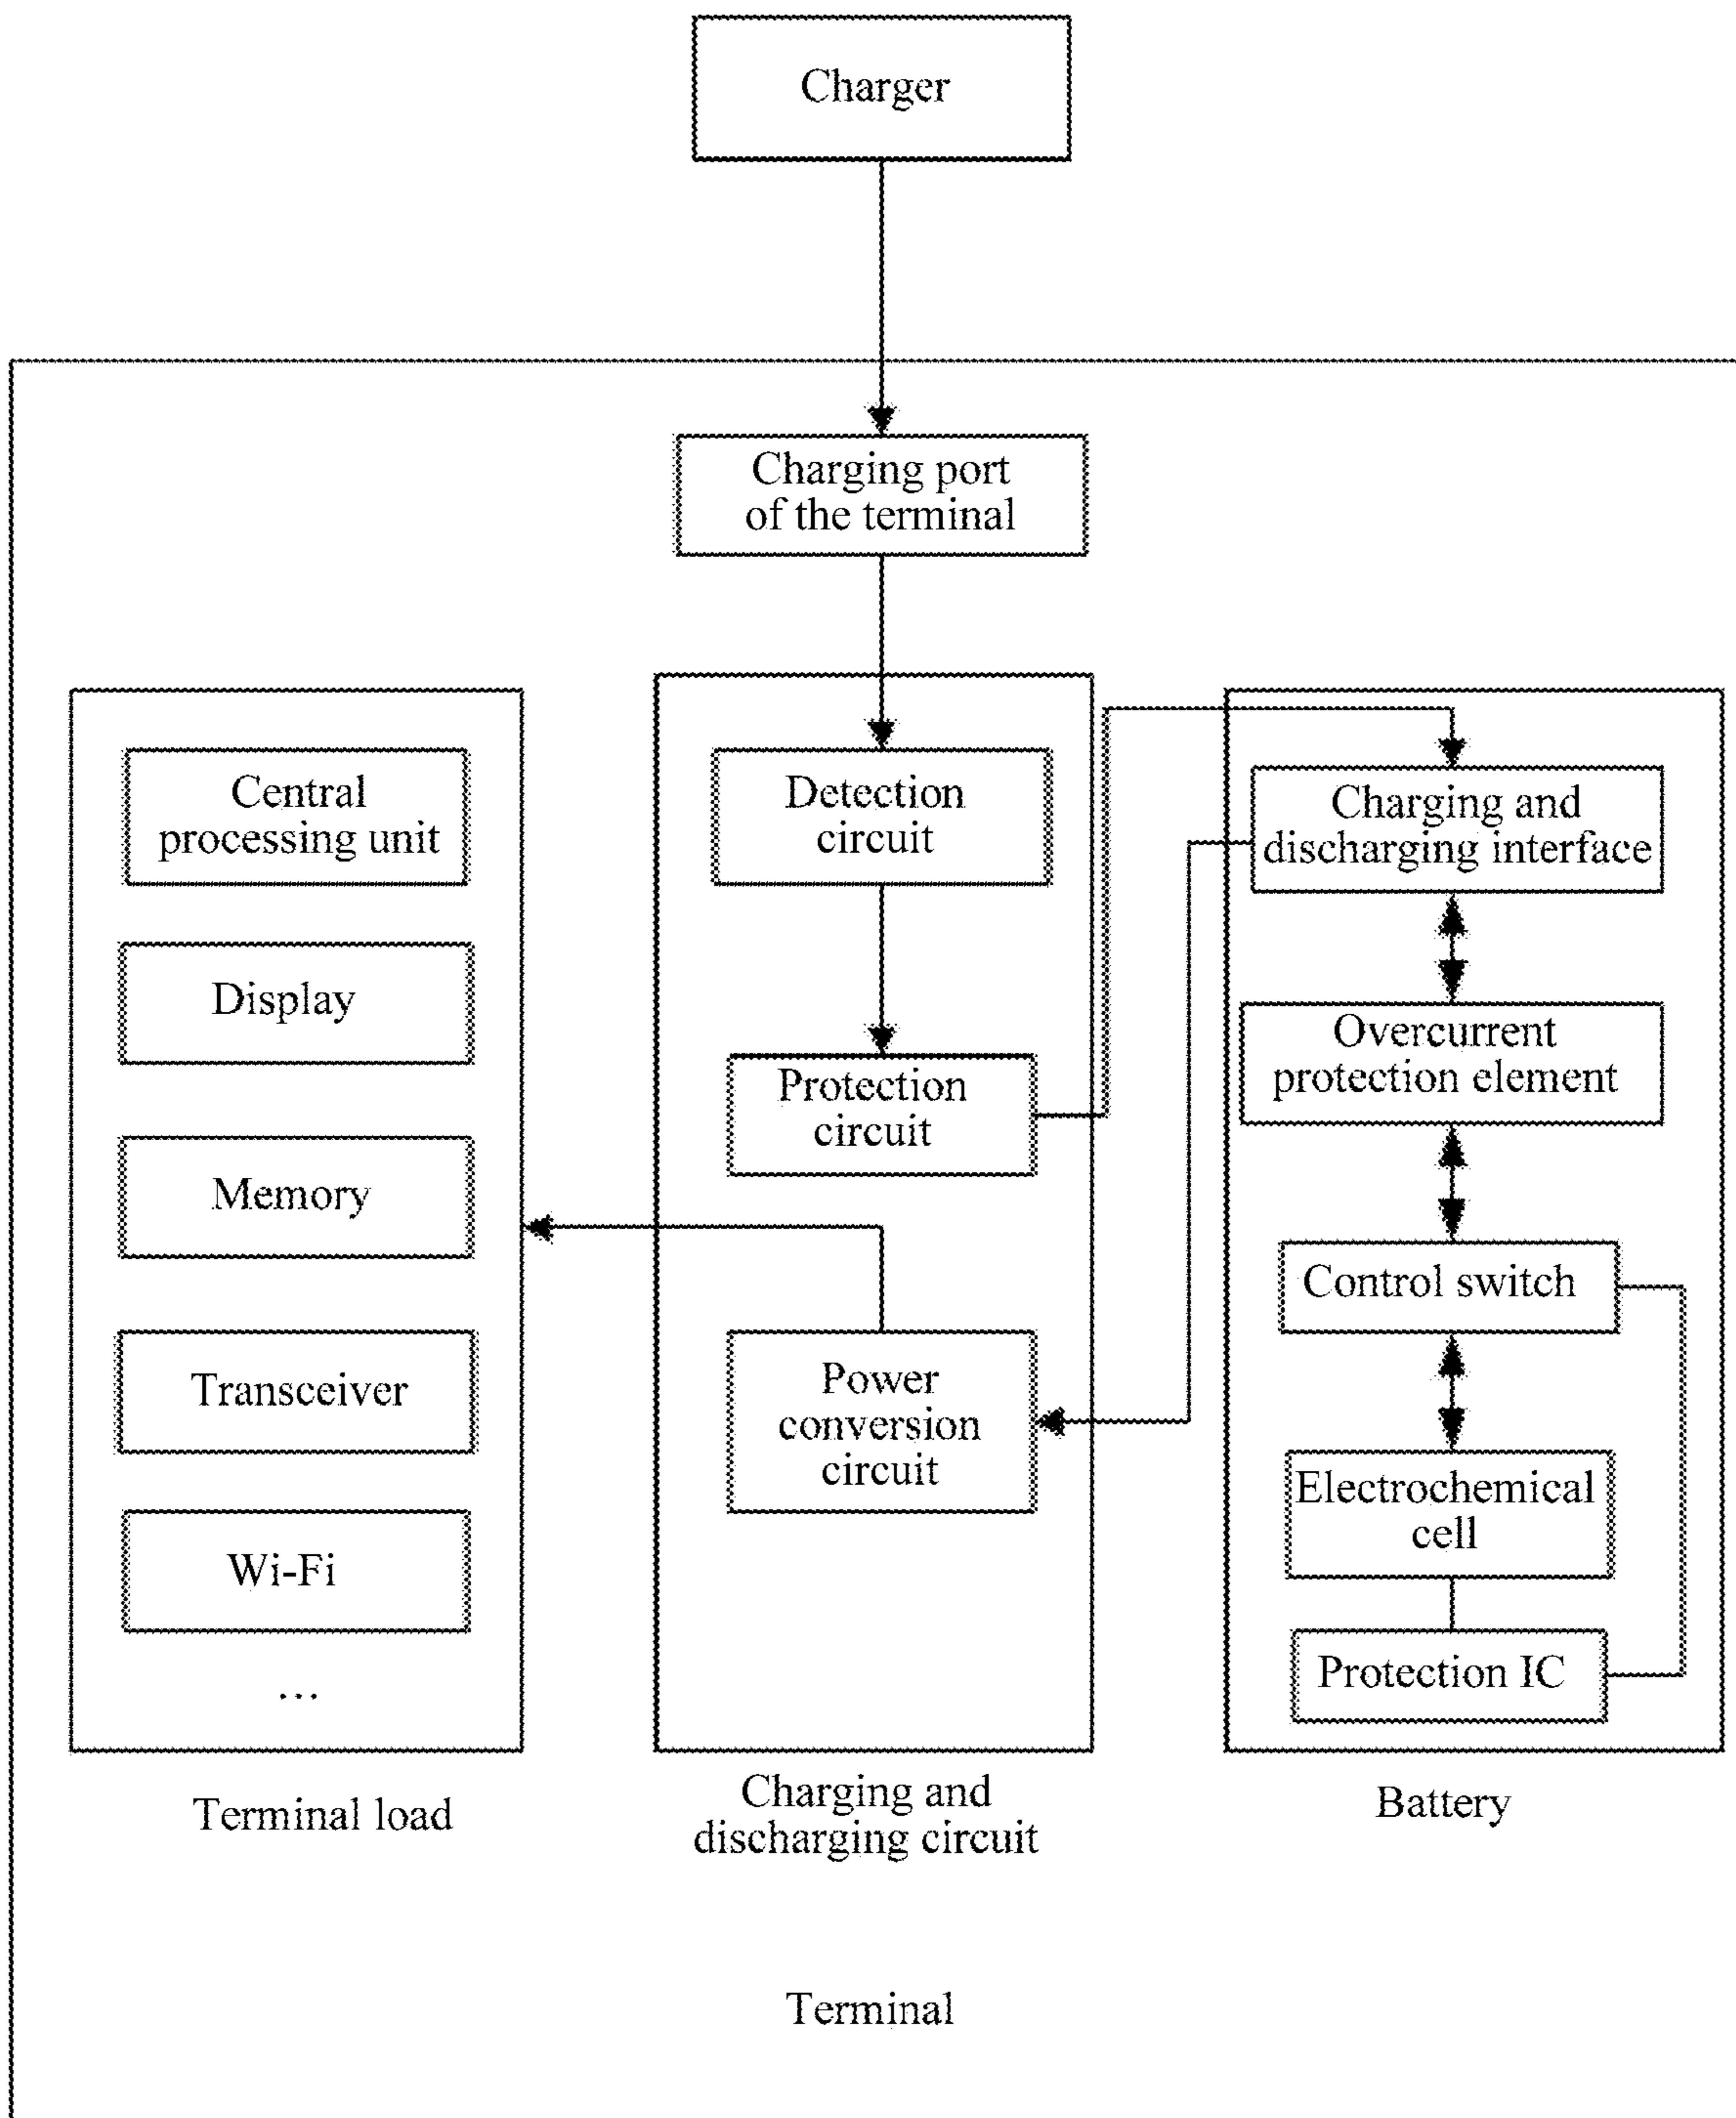 Charger
Charging port
of the terminal
Central
processing unit
Display
Memory
Transceiver
Wi-Fi
...
Terminal load
Detection
circuit
Protection
circuit
Power
conversion
circuit
Charging and
discharging circuit
Charging and
discharging interface
Overcurrent
protection element
Control switch
Electrochemical
cell
Protection IC
Battery
Terminal